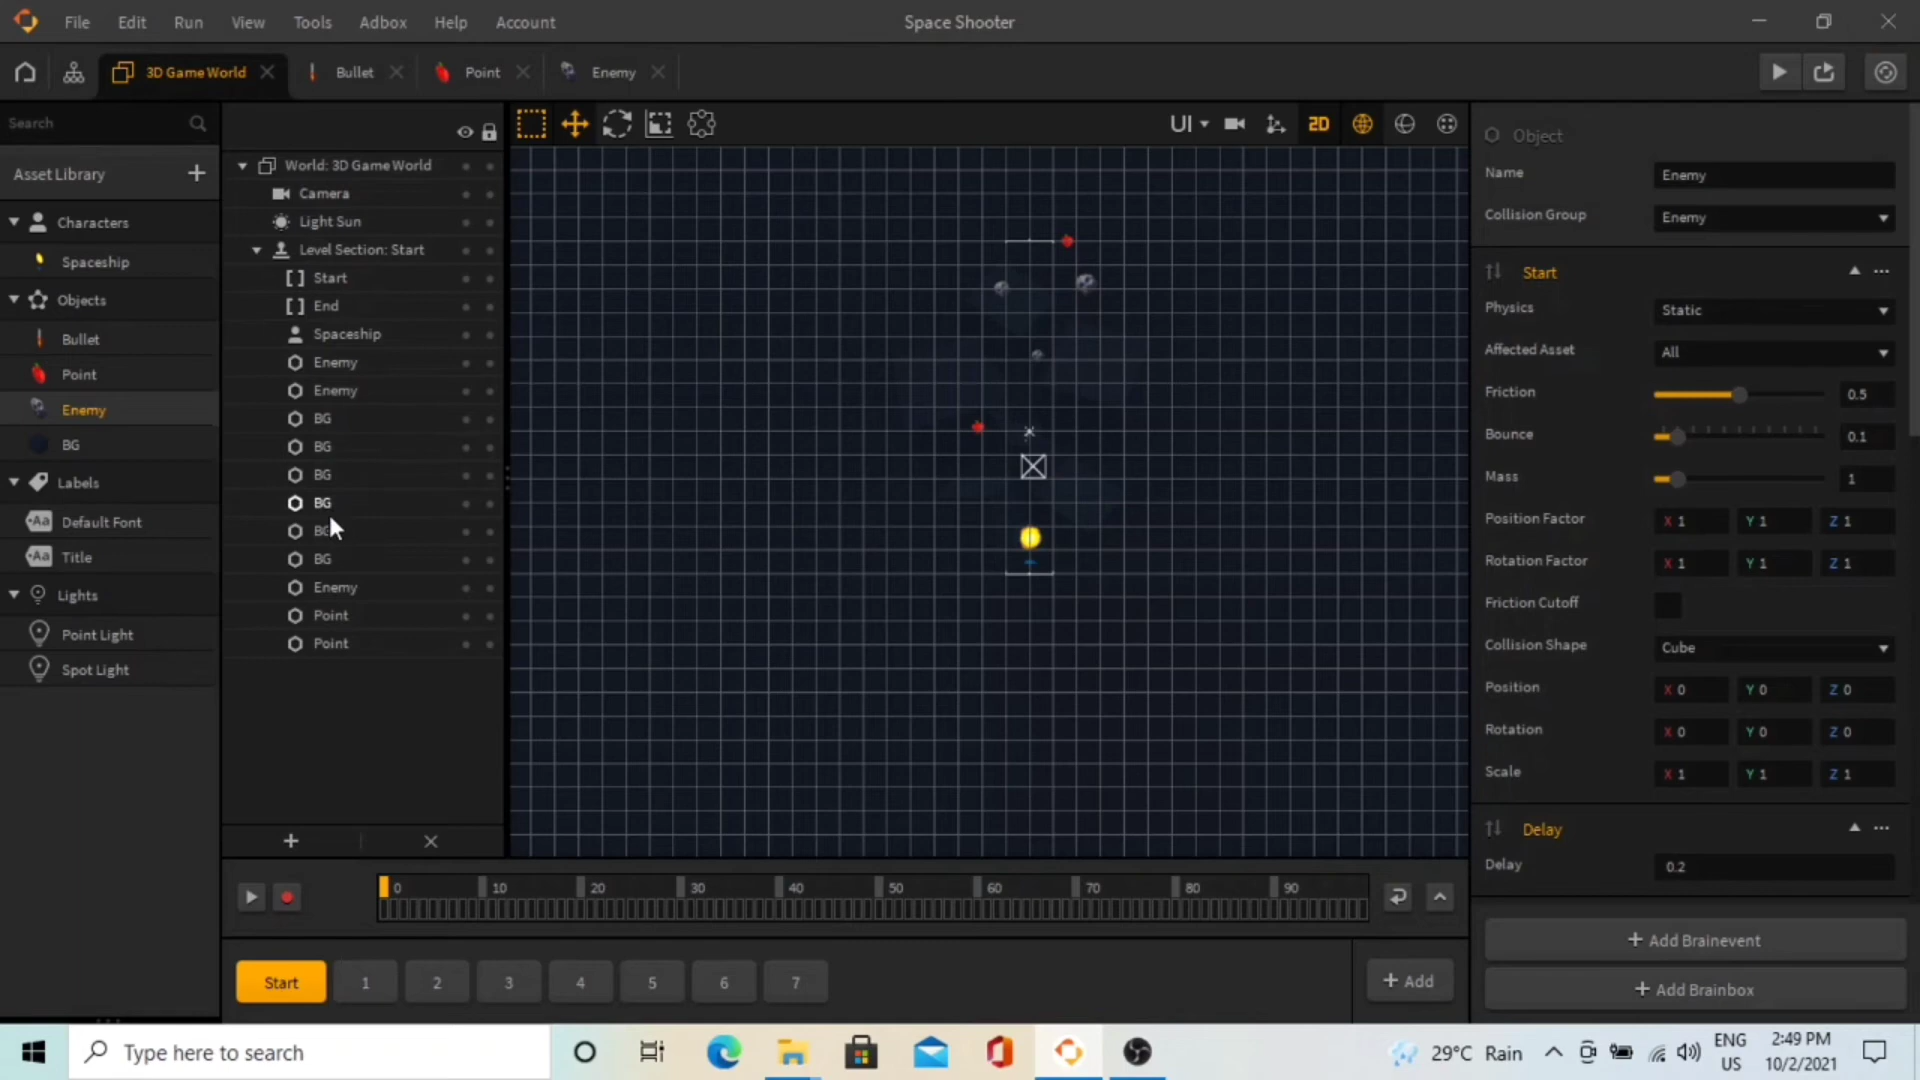 File Edit Run View Tools Adbox Help Account Space Shooter
3D Game World Bullet Point Enemy
Search
Asset Library
Characters
Spaceship
Objects
Bullet
Point
Enemy
BG
Labels
Aa Default Font
Aa Title
Lights
Point Light
Spot Light
World: 3D Game World
Camera
Light Sun
Level Section: Start
Start
End
Spaceship
Enemy
Enemy
BG
BG
BG
BG
BG
BG
Enemy
Point
Point
UI 2D
Object
Name Enemy
Collision Group Enemy
Start
Physics Static
Affected Asset All
Friction 0.5
Bounce 0.1
Mass 1
Position Factor X 1 Y 1 Z 1
Rotation Factor X 1 Y 1 Z 1
Friction Cutoff
Collision Shape Cube
Position X 0 Y 0 Z 0
Rotation X 0 Y 0 Z 0
Scale X 1 Y 1 Z 1
Delay
Delay 0.2
+ Add Brainevent
+ Add Brainbox
0 10 20 30 40 50 60 70 80 90
Start 1 2 3 4 5 6 7 + Add
Type here to search
29°C Rain
ENG
US
2:49 PM
10/2/2021